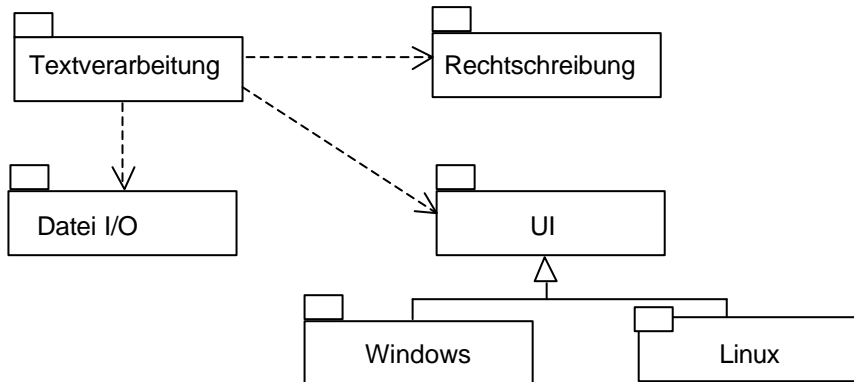 Textverarbeitung
Rechtschreibung
Datei I/O
UI
Windows
Linux